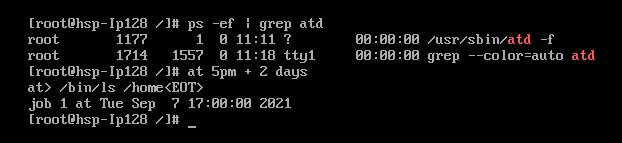 [root@hsp-Ip128 /]# ps -ef | grep atd
root       1177      1  0 11:11 ?        00:00:00 /usr/sbin/atd -f
root       1714   1557  0 11:18 tty1     00:00:00 grep --color=auto atd
[root@hsp-Ip128 /]# at 5pm + 2 days
at> /bin/ls /home<EOT>
job 1 at Tue Sep  7 17:00:00 2021
[root@hsp-Ip128 /]# _